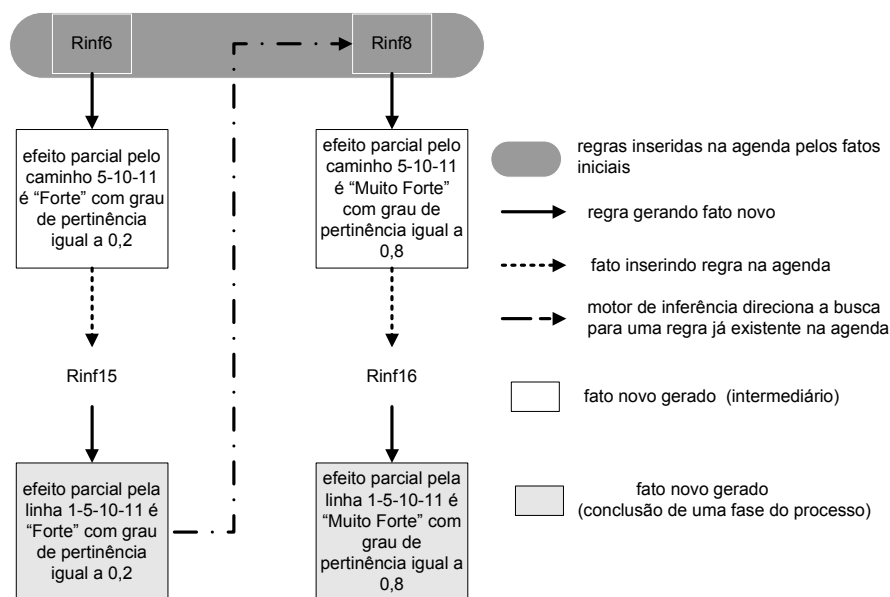 Rinf6
Rinf8
efeito parcial pelo
caminho 5-10-11
é “Forte” com grau
de pertinência
igual a 0,2
efeito parcial pelo
caminho 5-10-11
é “Muito Forte”
com grau de
pertinência igual a
0,8
Rinf15
Rinf16
efeito parcial pela
linha 1-5-10-11 é
“Forte” com grau
de pertinência
igual a 0,2
efeito parcial pela
linha 1-5-10-11 é
“Muito Forte” com
grau de
pertinência igual a
0,8
regras inseridas na agenda pelos fatos
iniciais
regra gerando fato novo
fato inserindo regra na agenda
motor de inferência direciona a busca
para uma regra já existente na agenda
fato novo gerado (intermediário)
fato novo gerado
(conclusão de uma fase do processo)